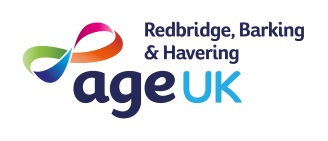 Redbridge, Barking
& Havering
age UK